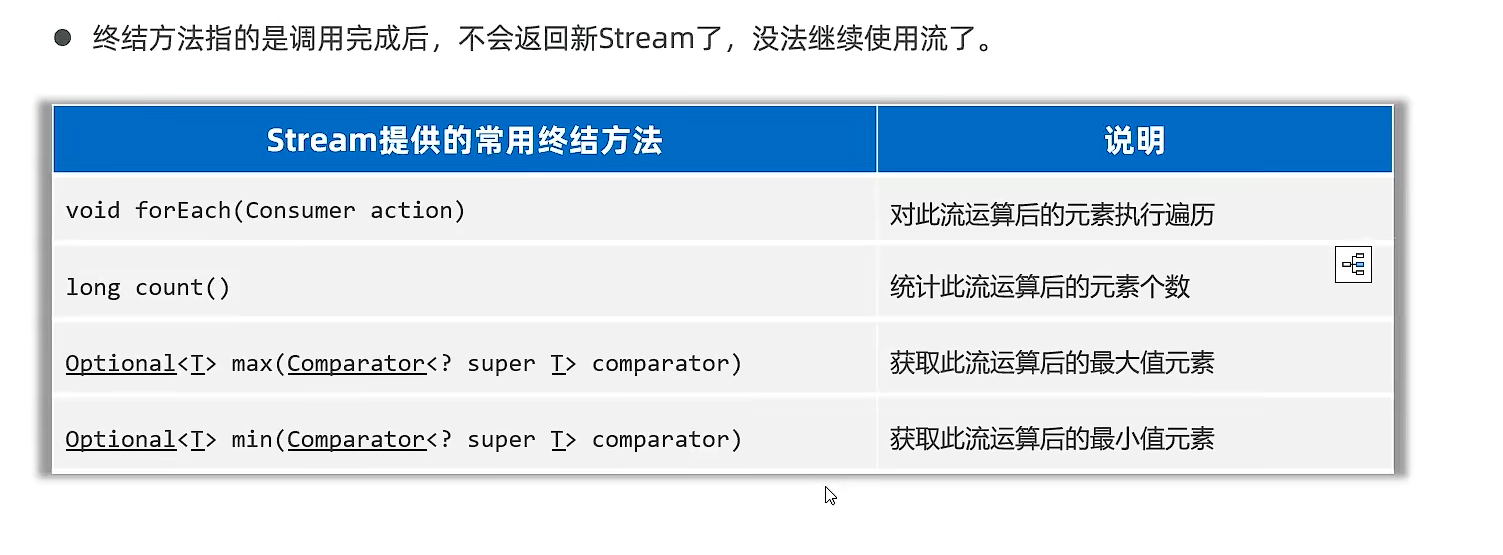 终结方法指的是调用完成后，不会返回新Stream了，没法继续使用流了。
Stream提供的常用终结方法 说明
void forEach(Consumer action) 对此流运算后的元素执行遍历
long count() 统计此流运算后的元素个数
Optional<T> max(Comparator<? super T> comparator) 获取此流运算后的最大值元素
Optional<T> min(Comparator<? super T> comparator) 获取此流运算后的最小值元素